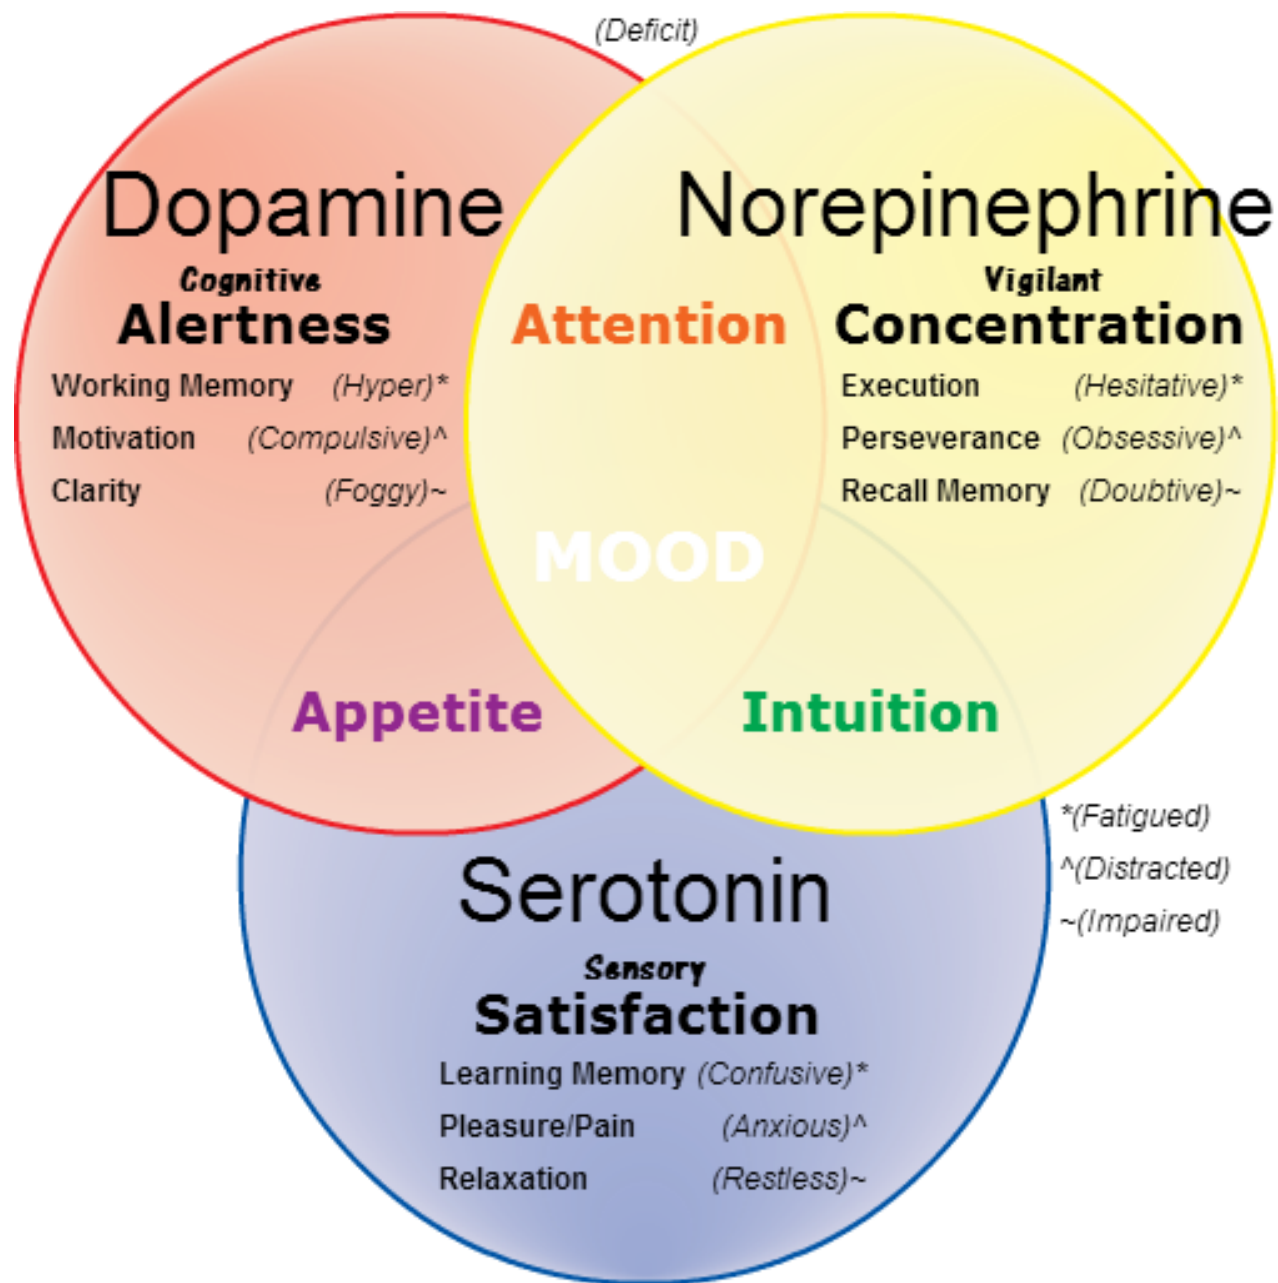 (Deficit)
Dopamine
Cognitive
Alertness
Working Memory (Hyper)*
Motivation (Compulsive)^
Clarity (Foggy)~
Norepinephrine
Vigilant
Concentration
Execution (Hesitative)*
Perseverance (Obsessive)^
Recall Memory (Doubtive)~
Attention
MOOD
Appetite
Intuition
*(Fatigued)
^(Distracted)
~(Impaired)
Serotonin
Sensory
Satisfaction
Learning Memory (Confusive)*
Pleasure/Pain (Anxious)^
Relaxation (Restless)~